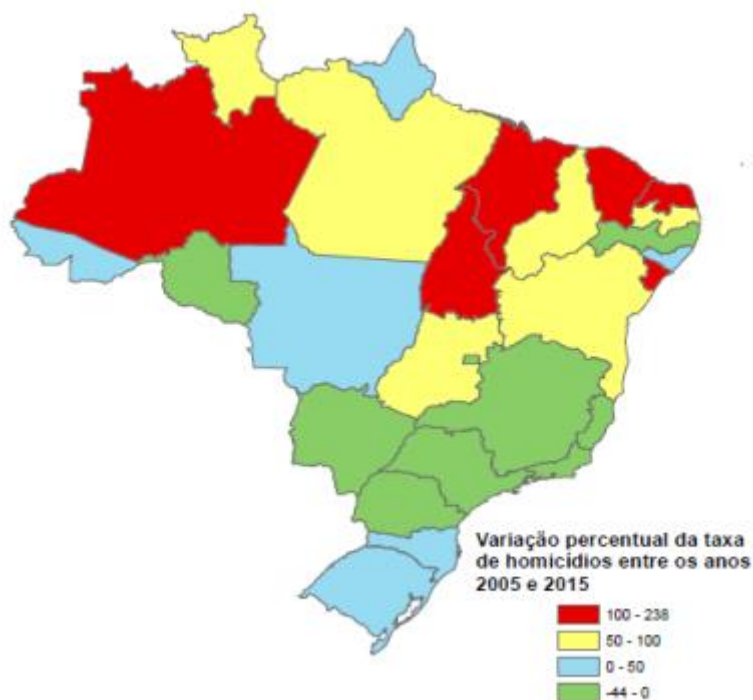 Variação percentual da taxa
de homicídios entre os anos
2005 e 2015
100 - 238
50 - 100
0 - 50
-44 - 0